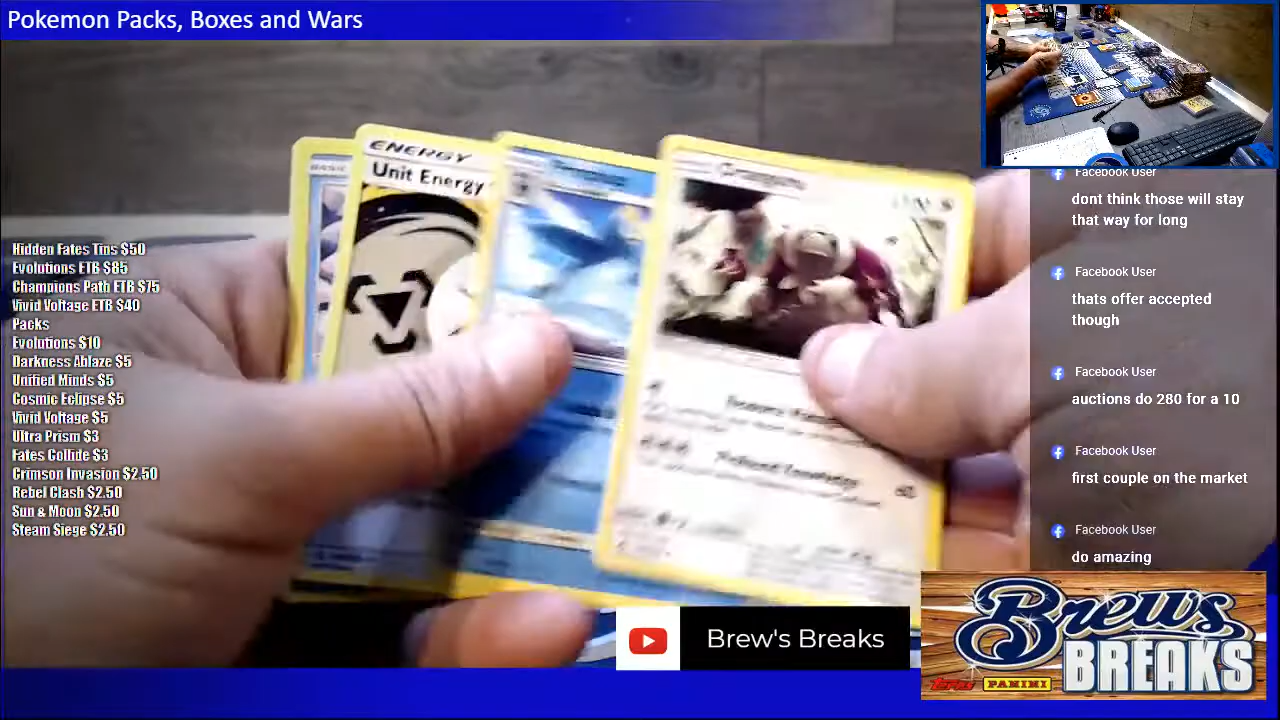 Pokemon Packs, Boxes and Wars
Hidden Fates Tins $50
Evolutions ETB $85
Champions Path ETB $75
Vivid Voltage ETB $40
Packs
Evolutions $10
Darkness Ablaze $5
Unified Minds $5
Cosmic Eclipse $5
Vivid Voltage $5
Ultra Prism $3
Fates Collide $3
Crimson Invasion $2.50
Rebel Clash $2.50
Sun & Moon $2.50
Steam Siege $2.50
ENERGY
Unit Energy
BASIC
60
Facebook User
dont think those will stay
that way for long
Facebook User
thats offer accepted
though
Facebook User
auctions do 280 for a 10
Facebook User
first couple on the market
Facebook User
do amazing
Brew's Breaks
Brew's
BREAKS
Topps
PANINI